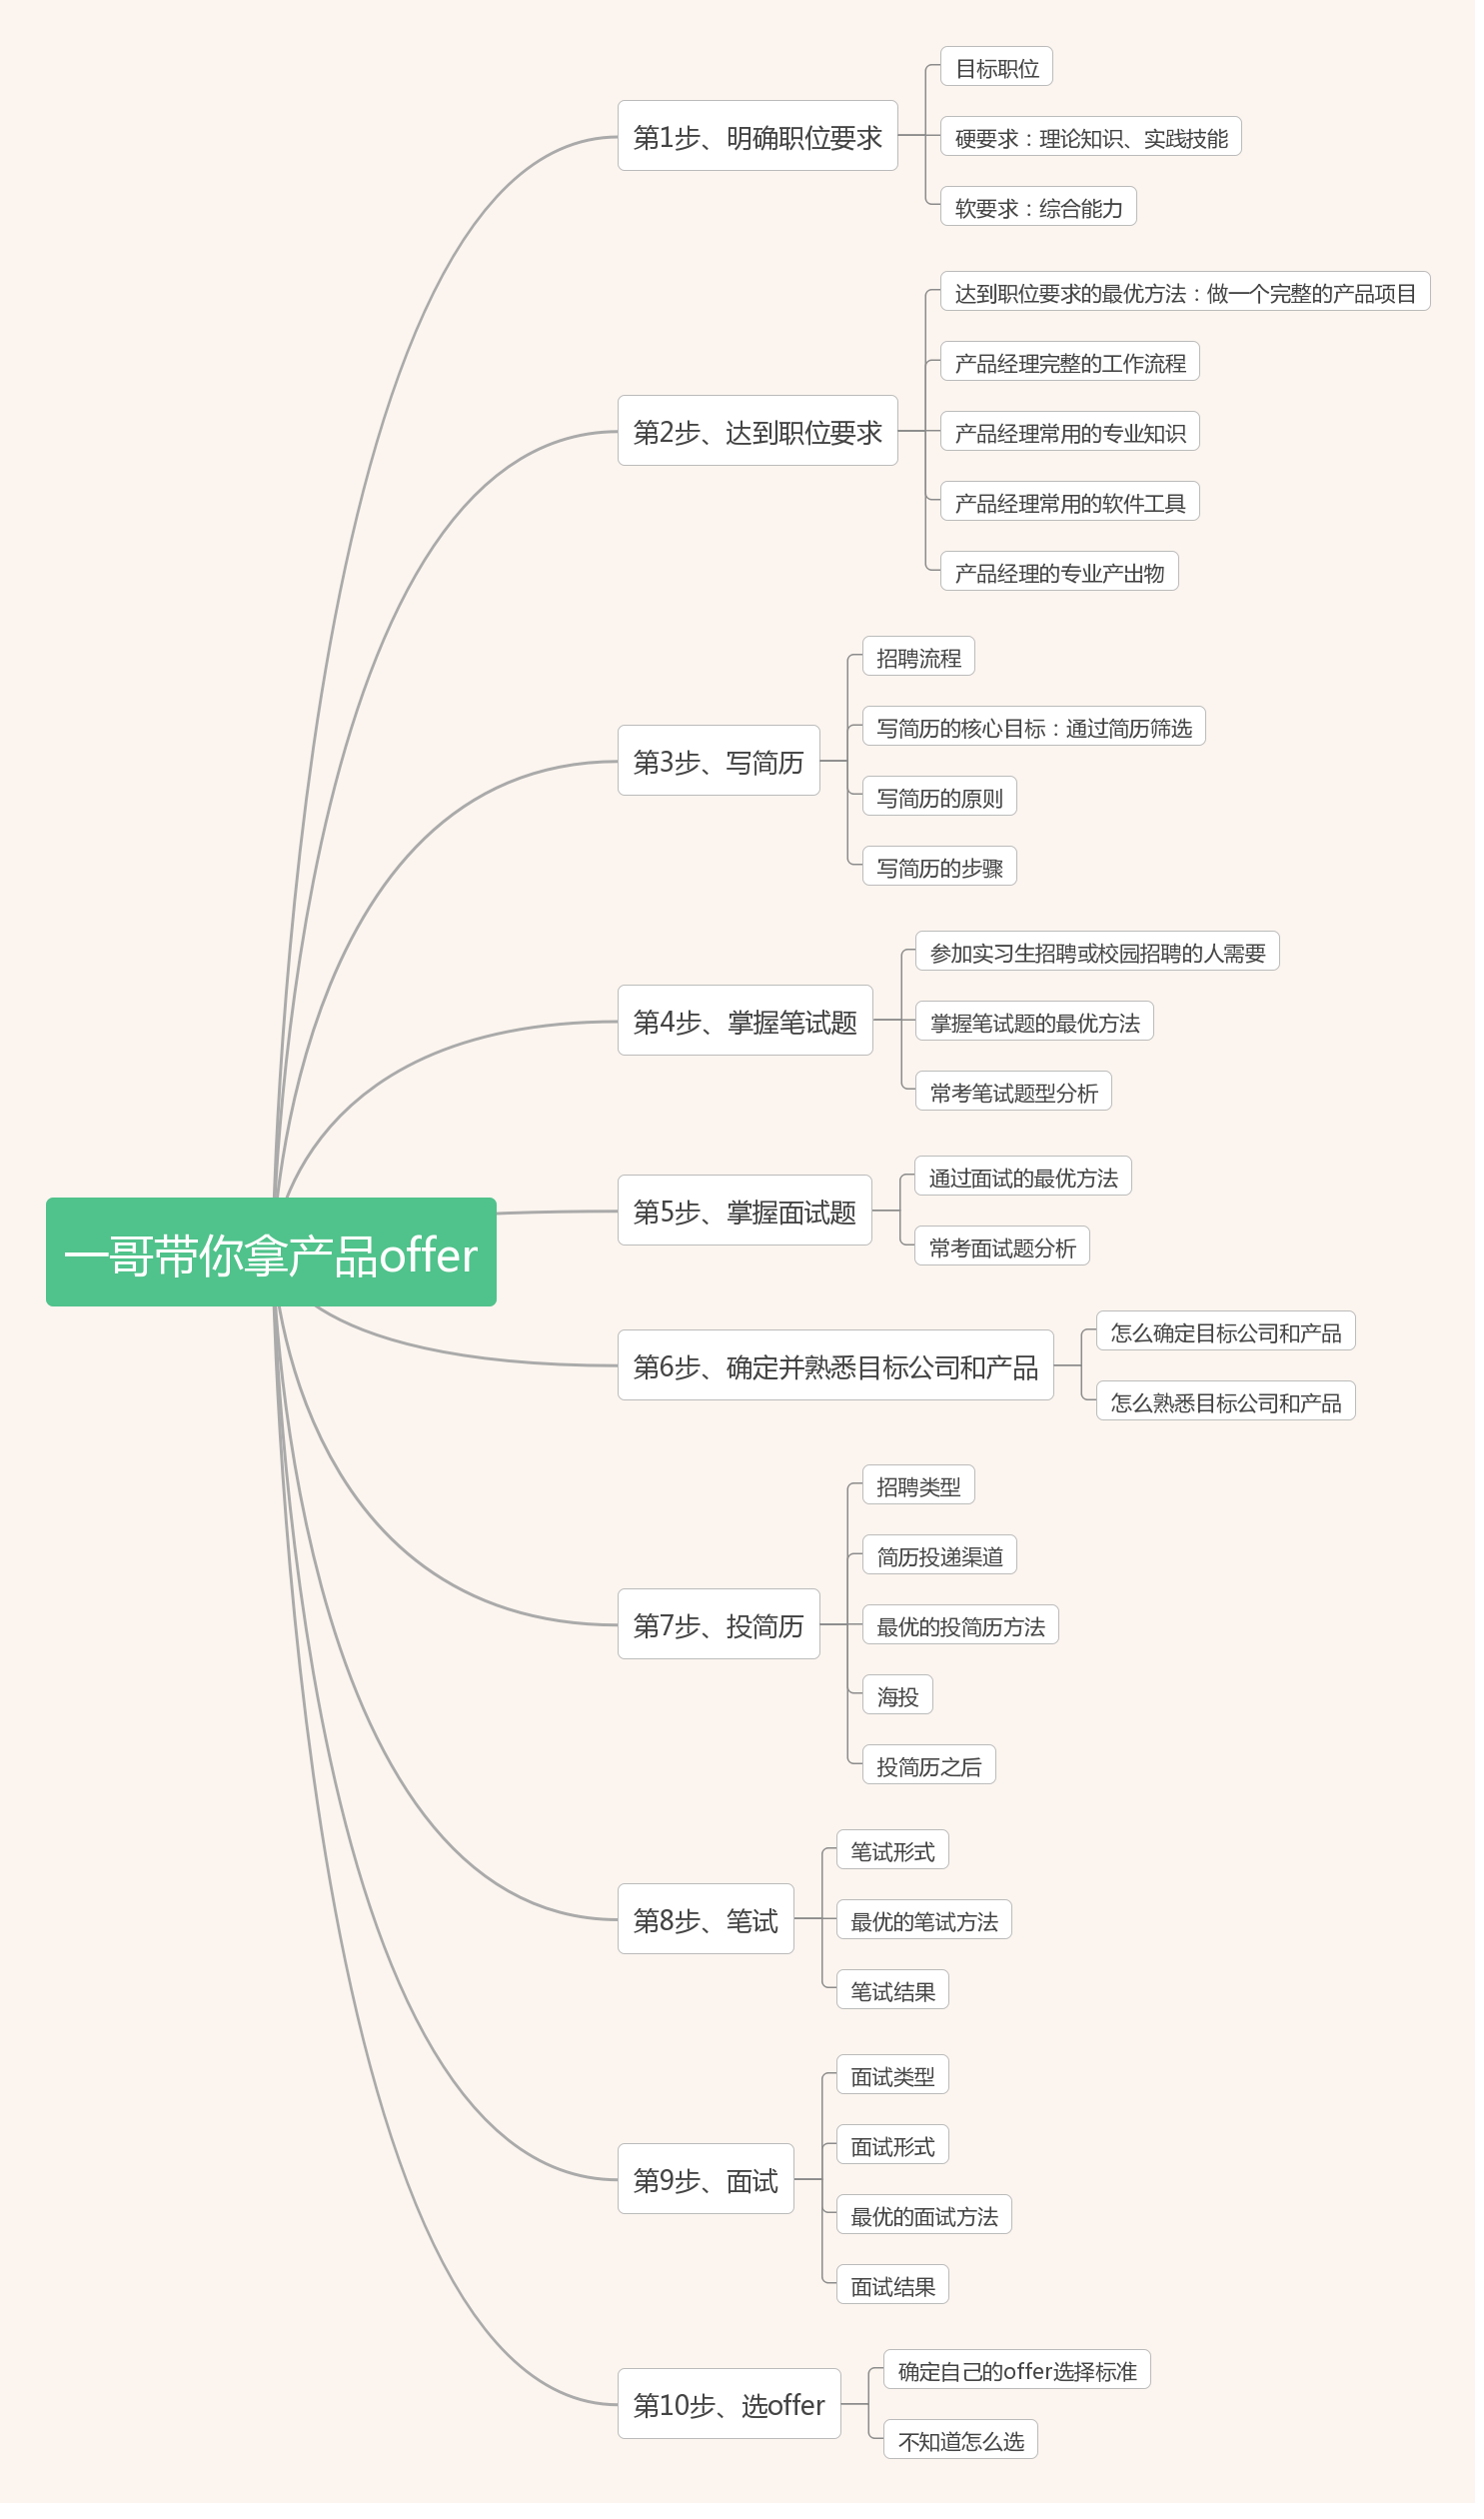 一哥带你拿产品offer
第1步、明确职位要求
目标职位
硬要求：理论知识、实践技能
软要求：综合能力
第2步、达到职位要求
达到职位要求的最优方法：做一个完整的产品项目
产品经理完整的工作流程
产品经理常用的专业知识
产品经理常用的软件工具
产品经理的专业产出物
第3步、写简历
招聘流程
写简历的核心目标：通过简历筛选
写简历的原则
写简历的步骤
第4步、掌握笔试题
参加实习生招聘或校园招聘的人需要
掌握笔试题的最优方法
常考笔试题型分析
第5步、掌握面试题
通过面试的最优方法
常考面试题分析
第6步、确定并熟悉目标公司和产品
怎么确定目标公司和产品
怎么熟悉目标公司和产品
第7步、投简历
招聘类型
简历投递渠道
最优的投简历方法
海投
投简历之后
第8步、笔试
笔试形式
最优的笔试方法
笔试结果
第9步、面试
面试类型
面试形式
最优的面试方法
面试结果
第10步、选offer
确定自己的offer选择标准
不知道怎么选